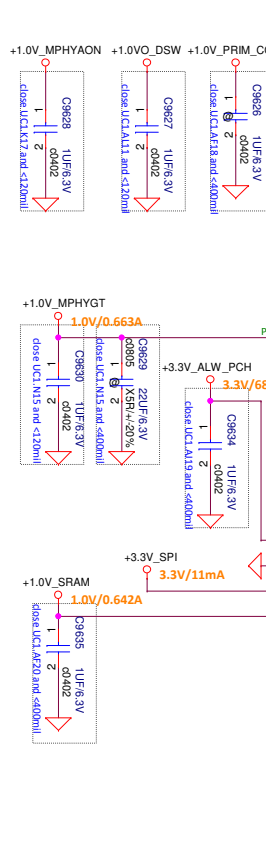 +1.0V_MPHYAON
+1.0VO_DSW
+1.0V_PRIM_CO
close UC1.K17 and <120mil
1
2
C9628
1UF/6.3V
c0402
close UC1.AL11 and <120mil
1
2
C9627
1UF/6.3V
c0402
close UC1.AF18 and <400mil
1
@
2
C9626
1UF/6.3V
c0402
+1.0V_MPHYGT
1.0V/0.663A
P
close UC1.N15 and <120mil
1
2
C9630
1UF/6.3V
c0402
close UC1.N15 and <400mil
1
@
2
C9629
c0805
22UF/6.3V
X5R/+/-20%
+3.3V_ALW_PCH
3.3V/68
close UC1.AJ19 and <400mil
1
2
C9634
1UF/6.3V
c0402
+3.3V_SPI
3.3V/11mA
+1.0V_SRAM
1.0V/0.642A
close UC1.AF20 and <400mil
1
2
C9635
1UF/6.3V
c0402